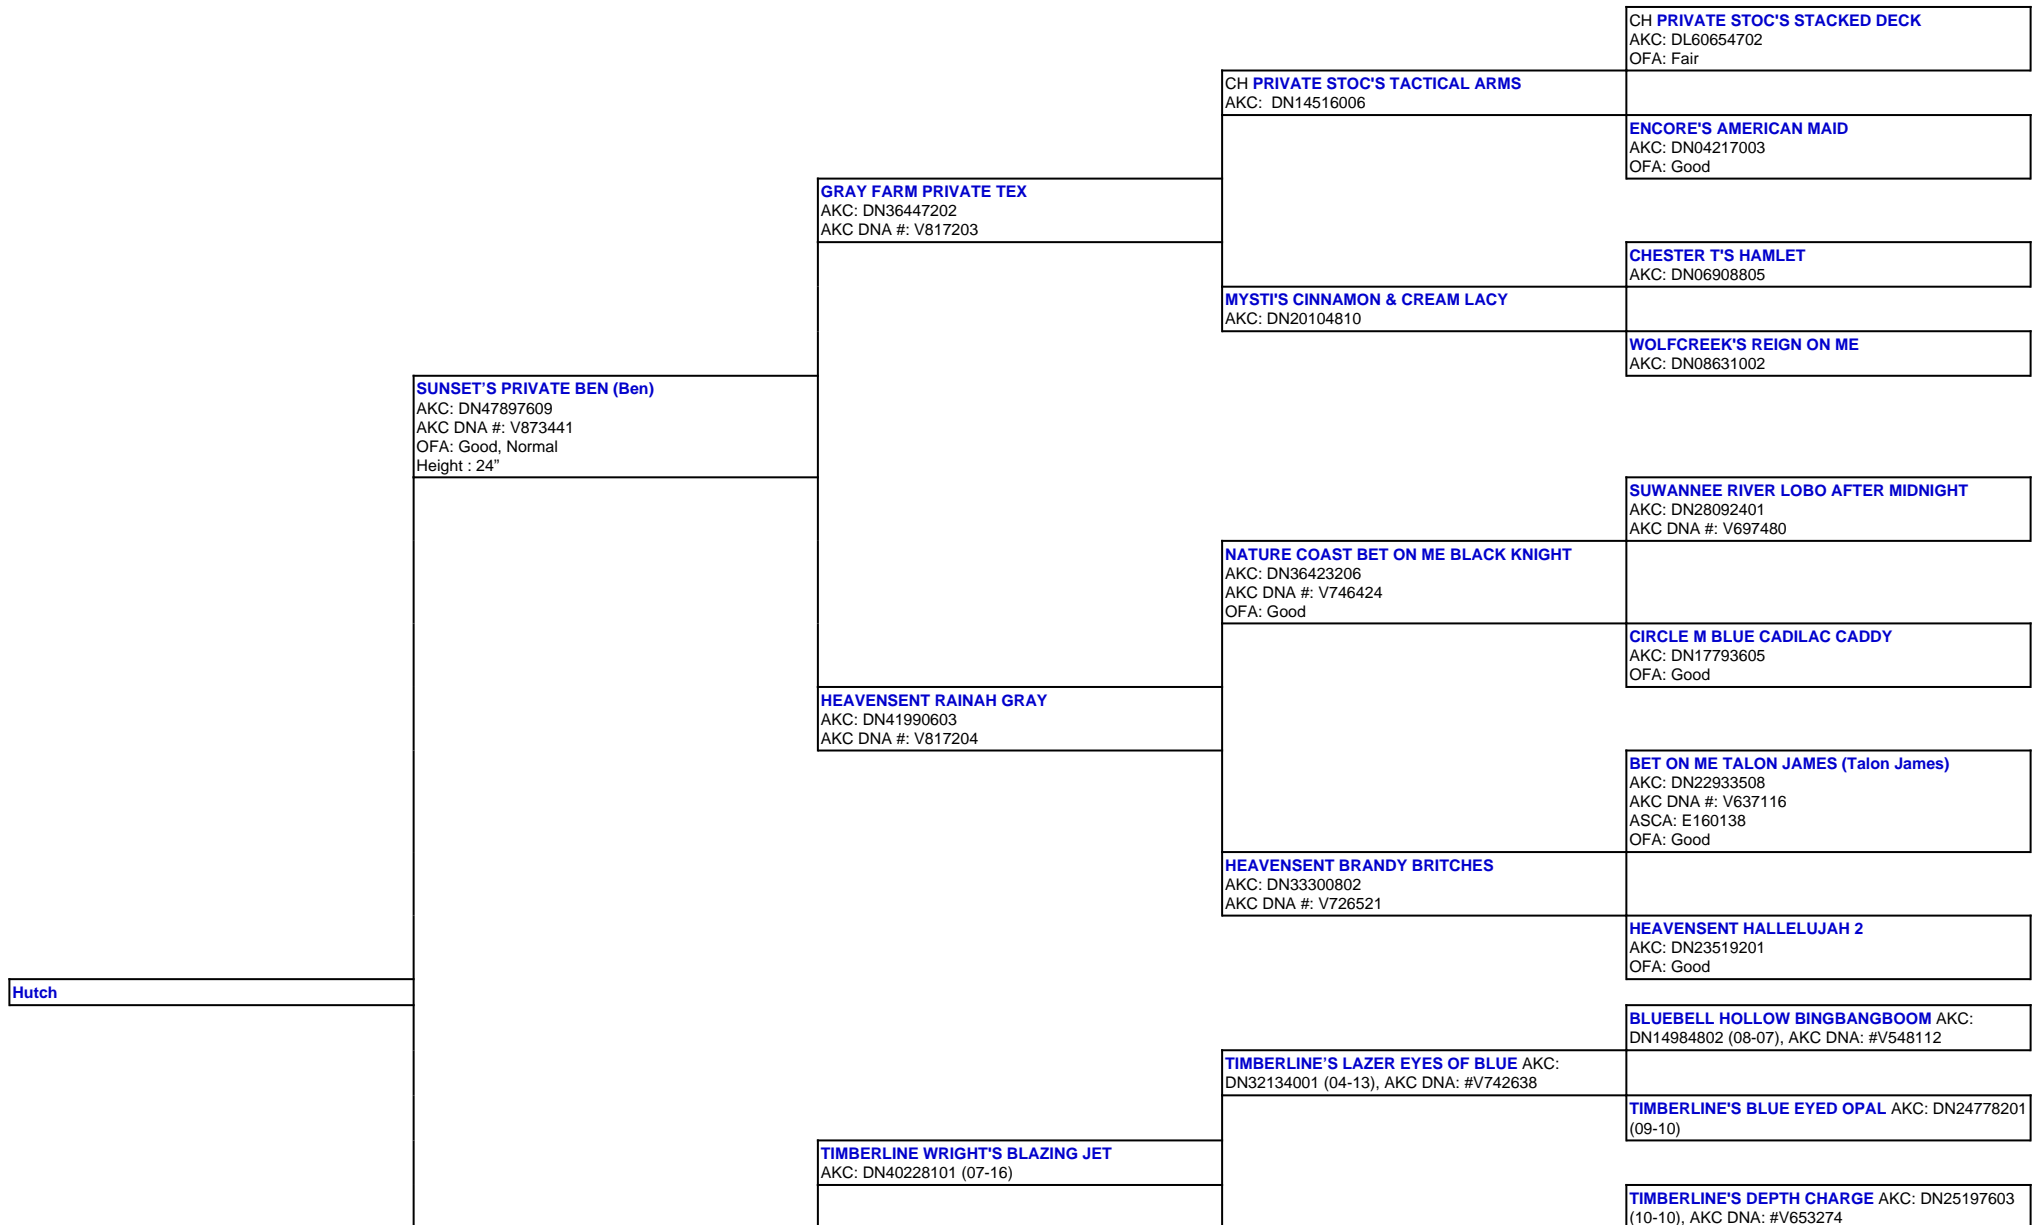 CH PRIVATE STOC'S STACKED DECK
AKC: DL60654702
OFA: Fair
CH PRIVATE STOC'S TACTICAL ARMS
AKC:  DN14516006
ENCORE'S AMERICAN MAID
AKC: DN04217003
OFA: Good
GRAY FARM PRIVATE TEX
AKC: DN36447202
AKC DNA #: V817203
CHESTER T'S HAMLET
AKC: DN06908805
MYSTI'S CINNAMON & CREAM LACY
AKC: DN20104810
WOLFCREEK'S REIGN ON ME
AKC: DN08631002
SUNSET’S PRIVATE BEN (Ben)
AKC: DN47897609
AKC DNA #: V873441
OFA: Good, Normal
Height : 24”
SUWANNEE RIVER LOBO AFTER MIDNIGHT
AKC: DN28092401
AKC DNA #: V697480
NATURE COAST BET ON ME BLACK KNIGHT
AKC: DN36423206
AKC DNA #: V746424
OFA: Good
CIRCLE M BLUE CADILAC CADDY
AKC: DN17793605
OFA: Good
HEAVENSENT RAINAH GRAY
AKC: DN41990603
AKC DNA #: V817204
BET ON ME TALON JAMES (Talon James)
AKC: DN22933508
AKC DNA #: V637116
ASCA: E160138
OFA: Good
HEAVENSENT BRANDY BRITCHES
AKC: DN33300802
AKC DNA #: V726521
HEAVENSENT HALLELUJAH 2
AKC: DN23519201
OFA: Good
Hutch
BLUEBELL HOLLOW BINGBANGBOOM AKC:
DN14984802 (08-07), AKC DNA: #V548112
TIMBERLINE’S LAZER EYES OF BLUE AKC:
DN32134001 (04-13), AKC DNA: #V742638
TIMBERLINE'S BLUE EYED OPAL AKC: DN24778201
(09-10)
TIMBERLINE WRIGHT'S BLAZING JET
AKC: DN40228101 (07-16)
TIMBERLINE'S DEPTH CHARGE AKC: DN25197603
(10-10), AKC DNA: #V653274